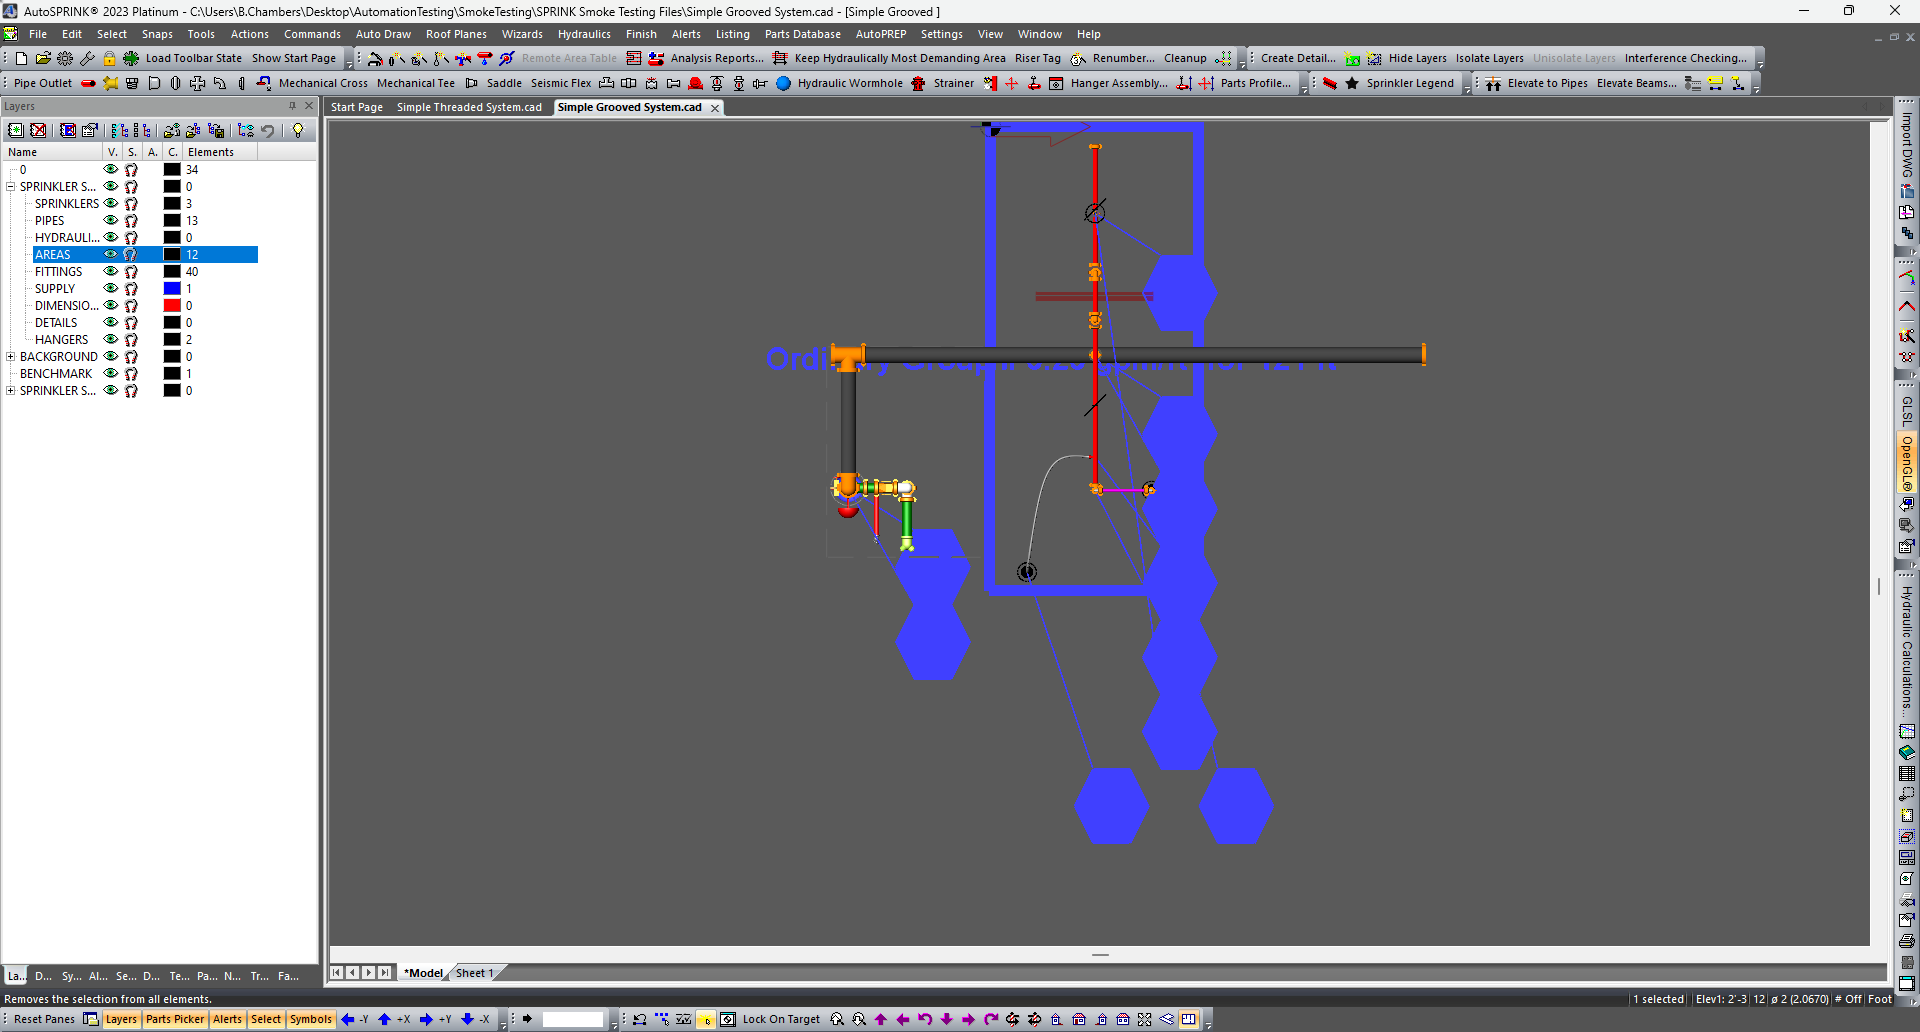 AutoSPRINK® 2023 Platinum - C:\Users\B.Chambers\Desktop\AutomationTesting\SmokeTesting\SPRINK Smoke Testing Files\Simple Grooved System.cad - [Simple Grooved ]
File Edit Select Snaps Tools Actions Commands Auto Draw Roof Planes Wizards Hydraulics Finish Alerts Listing Parts Database AutoPREP Settings View Window Help
Load Toolbar State Show Start Page Remote Area Table Analysis Reports... Keep Hydraulically Most Demanding Area Riser Tag Renumber... Cleanup Create Detail... Hide Layers Isolate Layers Unisolate Layers Interference Checking...
Pipe Outlet Mechanical Cross Mechanical Tee Saddle Seismic Flex Hydraulic Wormhole Strainer Hanger Assembly... Parts Profile... Sprinkler Legend Elevate to Pipes Elevate Beams...
Layers
Start Page Simple Threaded System.cad Simple Grooved System.cad
Name V. S. A. C. Elements
0 34
SPRINKLER S... 0
SPRINKLERS 3
PIPES 13
HYDRAULI... 0
AREAS 12
FITTINGS 40
SUPPLY 1
DIMENSIO... 0
DETAILS 0
HANGERS 2
BACKGROUND 0
BENCHMARK 1
SPRINKLER S... 0
Import DWG
GLSL
OpenGL®
Hydraulic Calculations...
La... D... Sy... Al... Se... D... Te... Pa... N... Tr... Fa...
*Model Sheet 1
Removes the selection from all elements.
1 selected Elev1: 2'-3 12 ø 2 (2.0670) # Off Foot
Reset Panes Layers Parts Picker Alerts Select Symbols -Y +X +Y -X Lock On Target